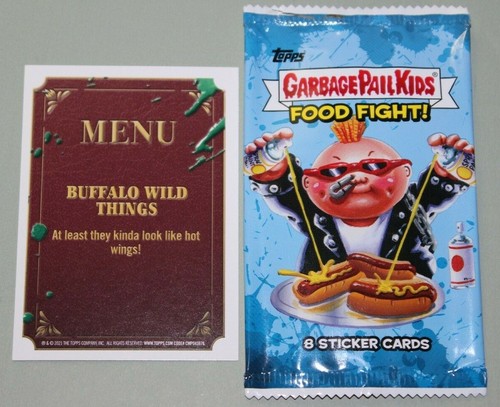 MENU
BUFFALO WILD
THINGS
At least they kinda look like hot
wings!
topps
GARBAGE PAIL KIDS
FOOD FIGHT!
8 STICKER CARDS